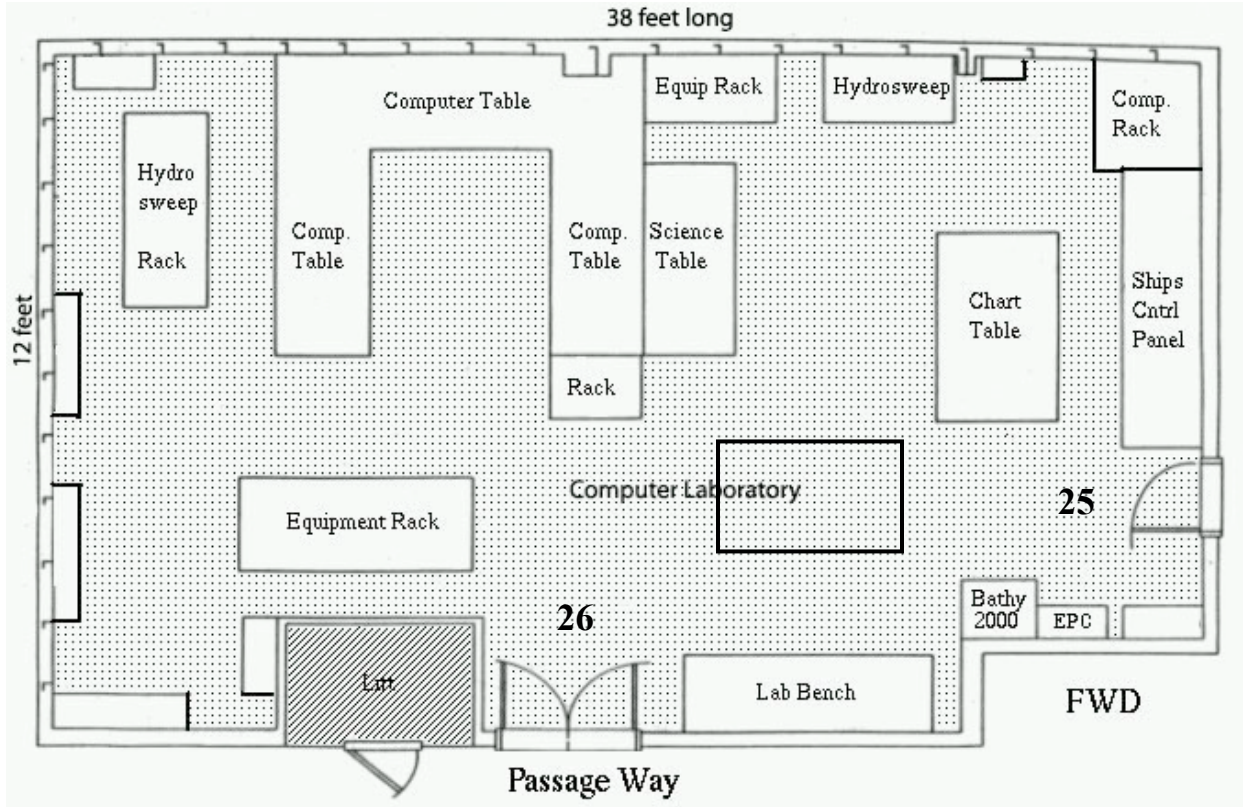 38 feet long
Computer Table
Equip Rack
Hydrosweep
Comp.
Rack
Hydro
sweep
Rack
Comp.
Table
Comp.
Table
Science
Table
Chart
Table
Ships
Cntrl
Panel
12 feet
Rack
Computer Laboratory
25
Equipment Rack
26
Bathy
2000
EPC
Lift
Lab Bench
FWD
Passage Way